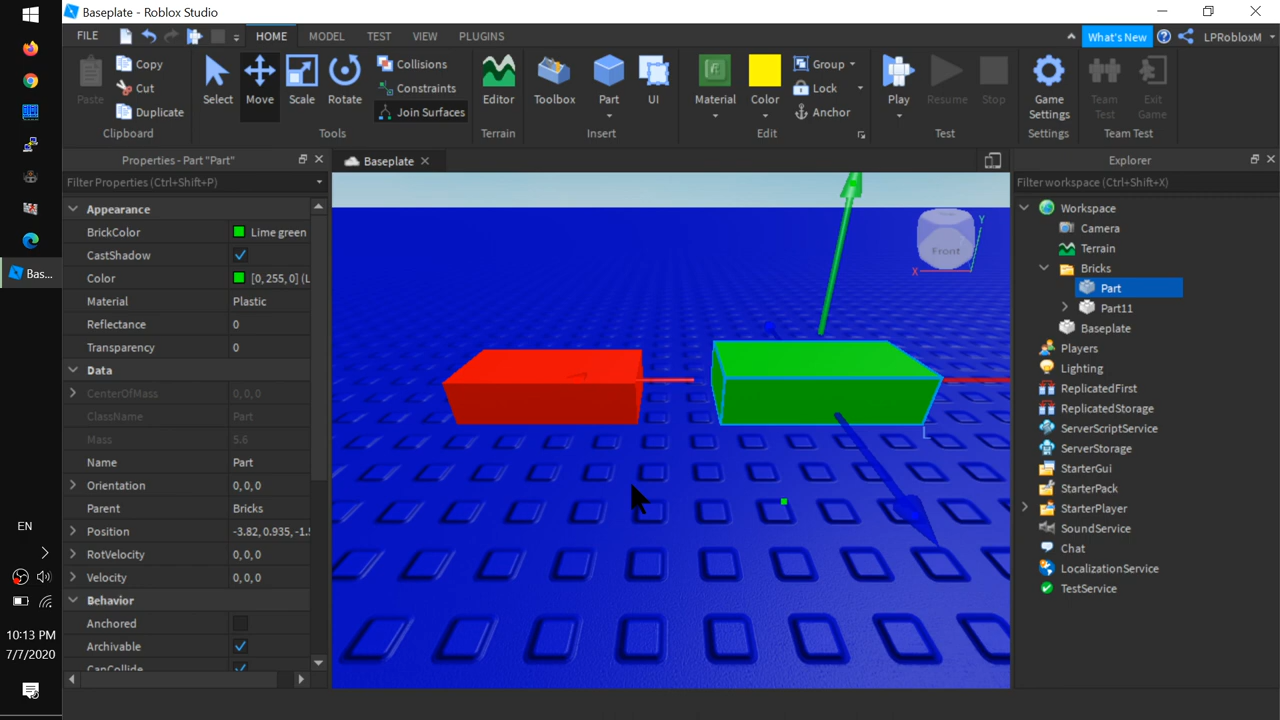 Baseplate - Roblox Studio
FILE HOME MODEL TEST VIEW PLUGINS What's New LPRobloxM
Paste Copy Cut Duplicate Clipboard
Select Move Scale Rotate Collisions Constraints Join Surfaces Tools
Editor Terrain
Toolbox Part UI Insert
Material Color Group Lock Anchor Edit
Play Resume Stop Test
Game Settings Settings
Team Test Exit Game Team Test
Properties - Part "Part"
Filter Properties (Ctrl+Shift+P)
Appearance
BrickColor Lime green
CastShadow
Color [0, 255, 0] (L
Material Plastic
Reflectance 0
Transparency 0
Data
CenterOfMass 0, 0, 0
ClassName Part
Mass 5.6
Name Part
Orientation 0, 0, 0
Parent Bricks
Position -3.82, 0.935, -1.5
RotVelocity 0, 0, 0
Velocity 0, 0, 0
Behavior
Anchored
Archivable
CanCollide
Baseplate
Front
Y
X
L
Explorer
Filter workspace (Ctrl+Shift+X)
Workspace
Camera
Terrain
Bricks
Part
Part11
Baseplate
Players
Lighting
ReplicatedFirst
ReplicatedStorage
ServerScriptService
ServerStorage
StarterGui
StarterPack
StarterPlayer
SoundService
Chat
LocalizationService
TestService
Bas...
EN
10:13 PM
7/7/2020